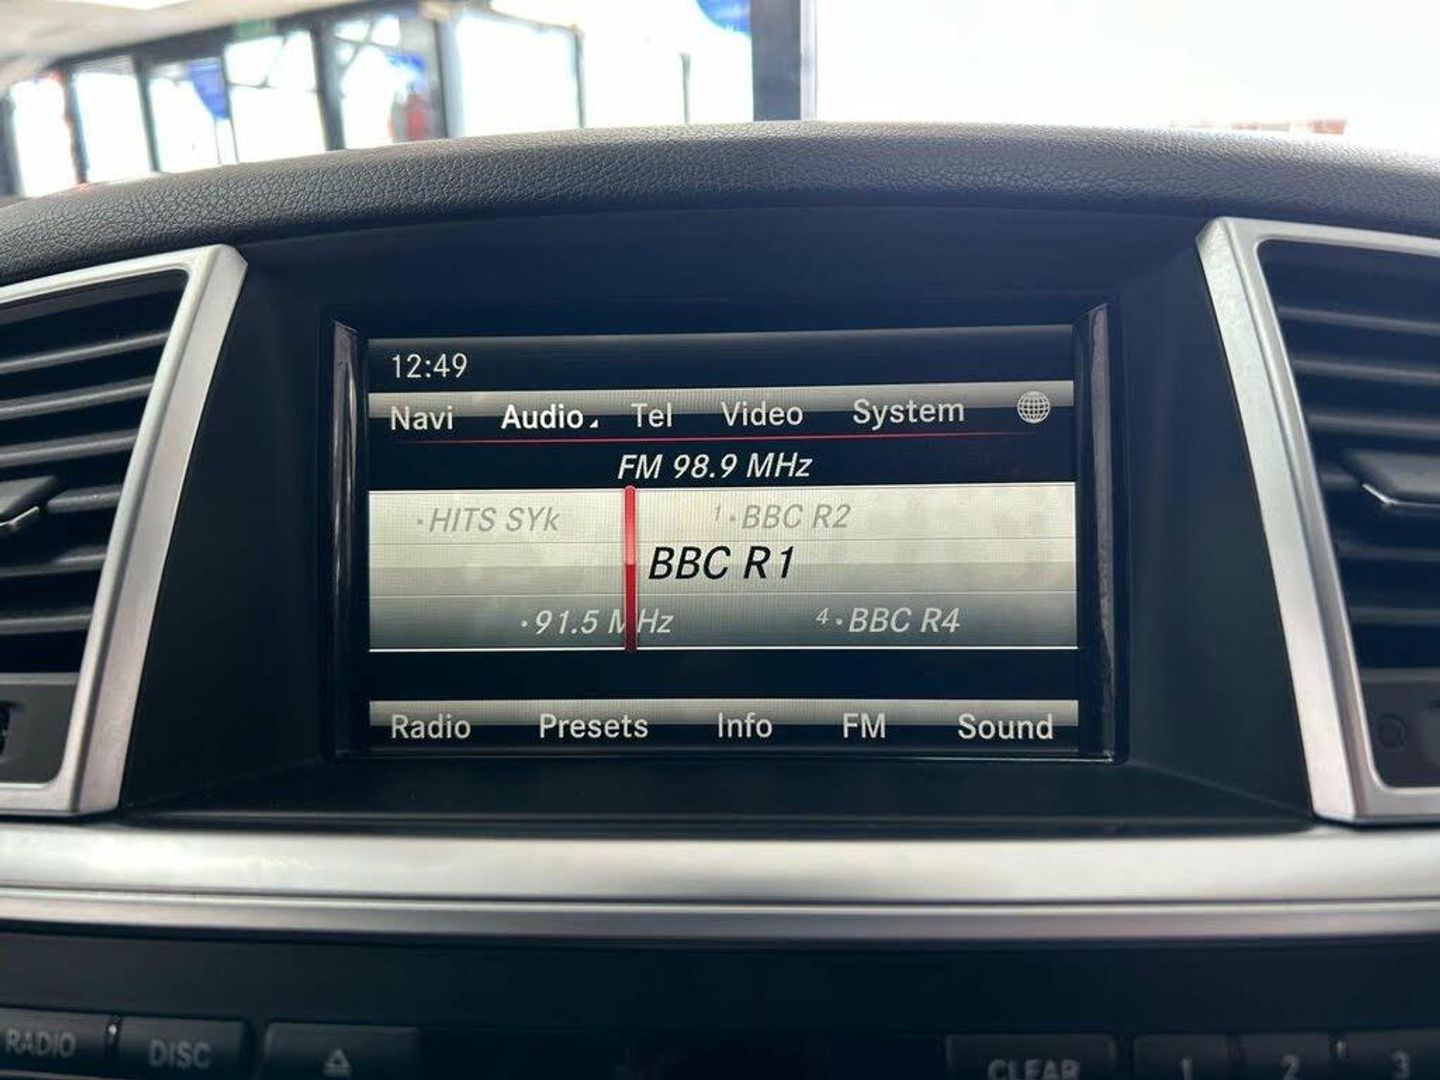 12:49
Navi Audio Tel Video System
FM 98.9 MHz
·HITS SYk 1·BBC R2
BBC R1
·91.5 MHz 4·BBC R4
Radio Presets Info FM Sound
RADIO DISC CLEAR 1 2 3